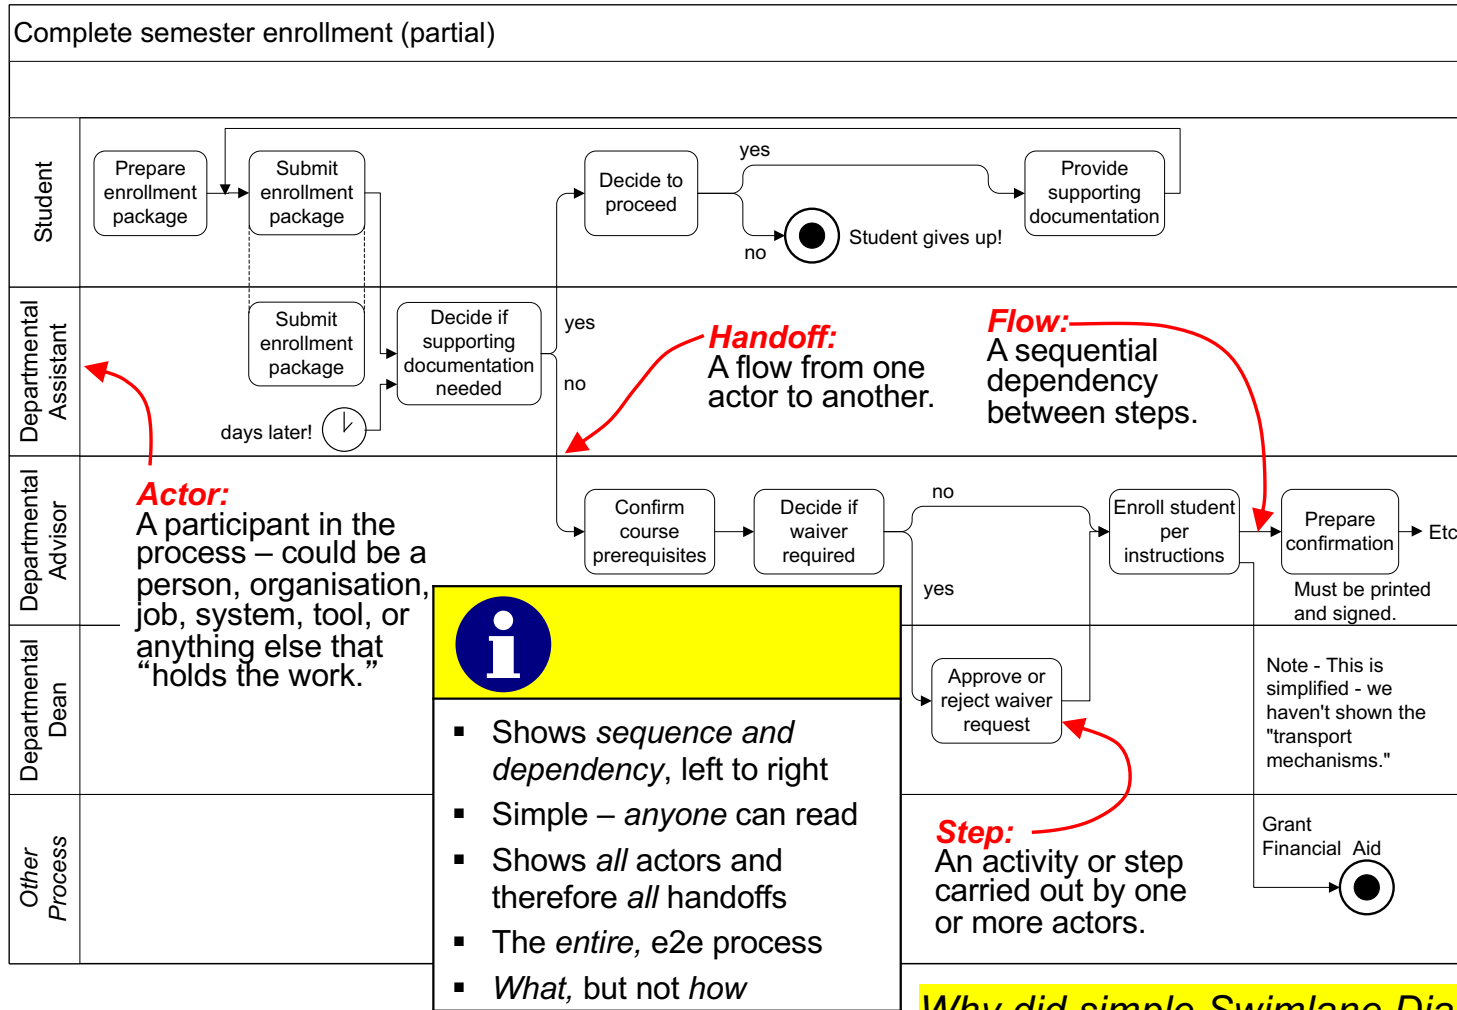 Complete semester enrollment (partial)
Student
Prepare
enrollment
package
Submit
enrollment
package
Decide to
proceed
yes
no
Student gives up!
Provide
supporting
documentation
Departmental
Assistant
Submit
enrollment
package
days later!
Decide if
supporting
documentation
needed
yes
no
Handoff:
A flow from one
actor to another.
Flow:
A sequential
dependency
between steps.
Departmental
Advisor
Actor:
A participant in the
process – could be a
person, organisation,
job, system, tool, or
anything else that
“holds the work.”
Confirm
course
prerequisites
Decide if
waiver
required
no
yes
Enroll student
per
instructions
Prepare
confirmation
Etc
Must be printed
and signed.
Departmental
Dean
Approve or
reject waiver
request
Note - This is
simplified - we
haven't shown the
"transport
mechanisms."
Other
Process
Step:
An activity or step
carried out by one
or more actors.
Grant
Financial Aid
i
▪ Shows sequence and
dependency, left to right
▪ Simple – anyone can read
▪ Shows all actors and
therefore all handoffs
▪ The entire, e2e process
▪ What, but not how
Why did simple Swimlane Dia